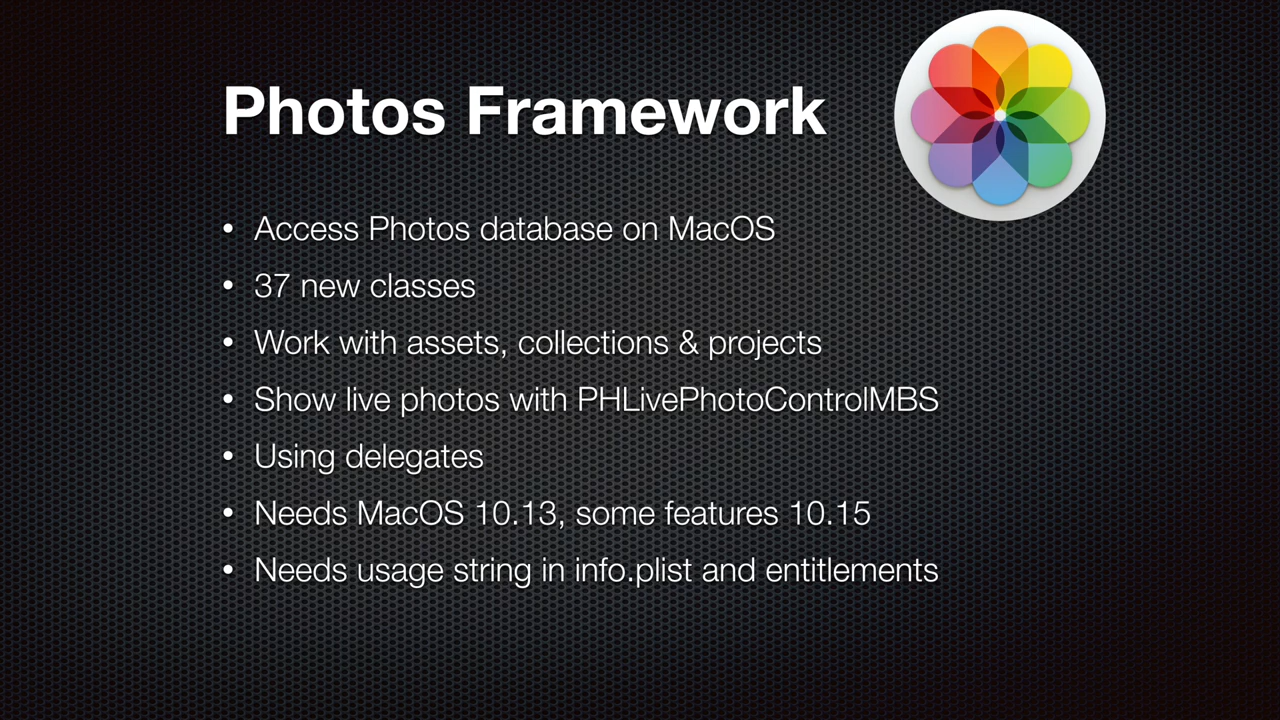 Photos Framework
• Access Photos database on MacOS
• 37 new classes
• Work with assets, collections & projects
• Show live photos with PHLivePhotoControlMBS
• Using delegates
• Needs MacOS 10.13, some features 10.15
• Needs usage string in info.plist and entitlements